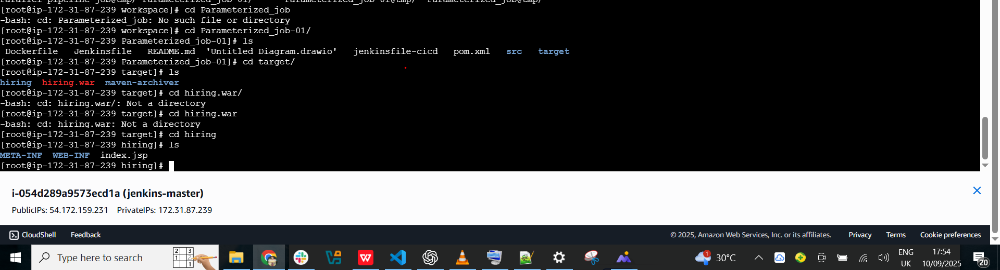 [root@ip-172-31-87-239 workspace]# cd Parameterized_job
-bash: cd: Parameterized_job: No such file or directory
[root@ip-172-31-87-239 workspace]# cd Parameterized_job-01/
[root@ip-172-31-87-239 Parameterized_job-01]# ls
Dockerfile   Jenkinsfile   README.md  'Untitled Diagram.drawio'   jenkinsfile-cicd   pom.xml   src   target
[root@ip-172-31-87-239 Parameterized_job-01]# cd target/
[root@ip-172-31-87-239 target]# ls
hiring  hiring.war  maven-archiver
[root@ip-172-31-87-239 target]# cd hiring.war/
-bash: cd: hiring.war/: Not a directory
[root@ip-172-31-87-239 target]# cd hiring.war
-bash: cd: hiring.war: Not a directory
[root@ip-172-31-87-239 target]# cd hiring
[root@ip-172-31-87-239 hiring]# ls
META-INF  WEB-INF  index.jsp
[root@ip-172-31-87-239 hiring]#
i-054d289a9573ecd1a (jenkins-master)
PublicIPs: 54.172.159.231    PrivateIPs: 172.31.87.239
CloudShell    Feedback    © 2025, Amazon Web Services, Inc. or its affiliates.    Privacy    Terms    Cookie preferences
Type here to search    1    30°C    ENG    17:54
UK    10/09/2025    20